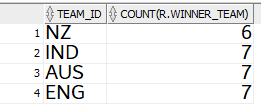 TEAM_ID COUNT(R.WINNER_TEAM)
1 NZ 6
2 IND 7
3 AUS 7
4 ENG 7